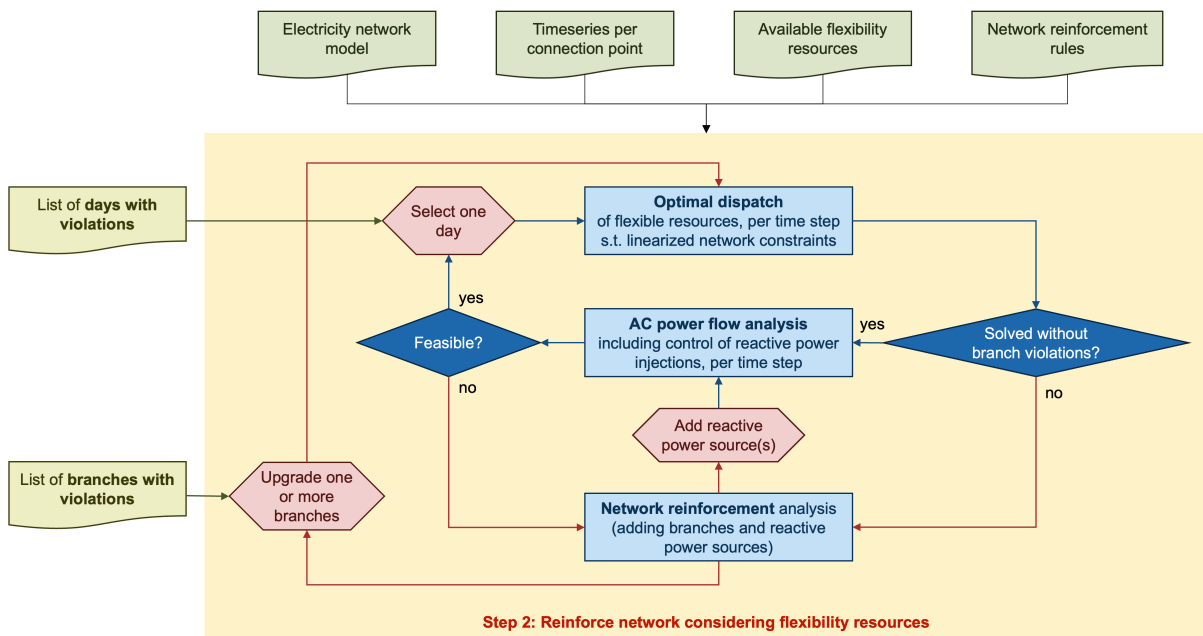 Electricity network
model
Timeseries per
connection point
Available flexibility
resources
Network reinforcement
rules
List of days with
violations
Select one
day
Optimal dispatch
of flexible resources, per time step
s.t. linearized network constraints
yes
Feasible?
no
AC power flow analysis
including control of reactive power
injections, per time step
yes
Solved without
branch violations?
no
Add reactive
power source(s)
List of branches with
violations
Upgrade one
or more
branches
Network reinforcement analysis
(adding branches and reactive
power sources)
Step 2: Reinforce network considering flexibility resources